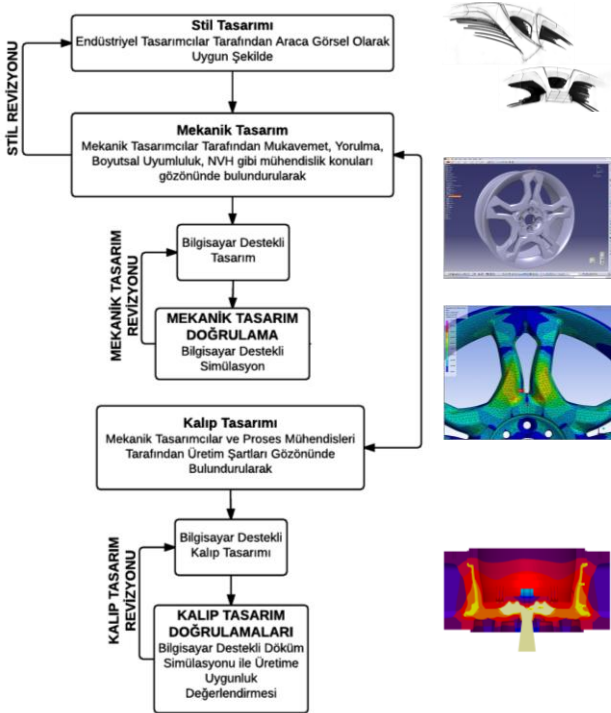 Stil Tasarımı
Endüstriyel Tasarımcılar Tarafından Araca Görsel Olarak
Uygun Şekilde
STİL REVİZYONU
Mekanik Tasarım
Mekanik Tasarımcılar Tarafından Mukavemet, Yorulma,
Boyutsal Uyumluluk, NVH gibi mühendislik konuları
gözönünde bulundurularak
Bilgisayar Destekli
Tasarım
MEKANİK TASARIM
REVİZYONU
MEKANİK TASARIM
DOĞRULAMA
Bilgisayar Destekli
Simülasyon
Kalıp Tasarımı
Mekanik Tasarımcılar ve Proses Mühendisleri
Tarafından Üretim Şartları Gözönünde
Bulundurularak
Bilgisayar Destekli
Kalıp Tasarımı
KALIP TASARIM
REVİZYONU
KALIP TASARIM
DOĞRULAMALARI
Bilgisayar Destekli Döküm
Simülasyonu ile Üretime
Uygunluk
Değerlendirmesi